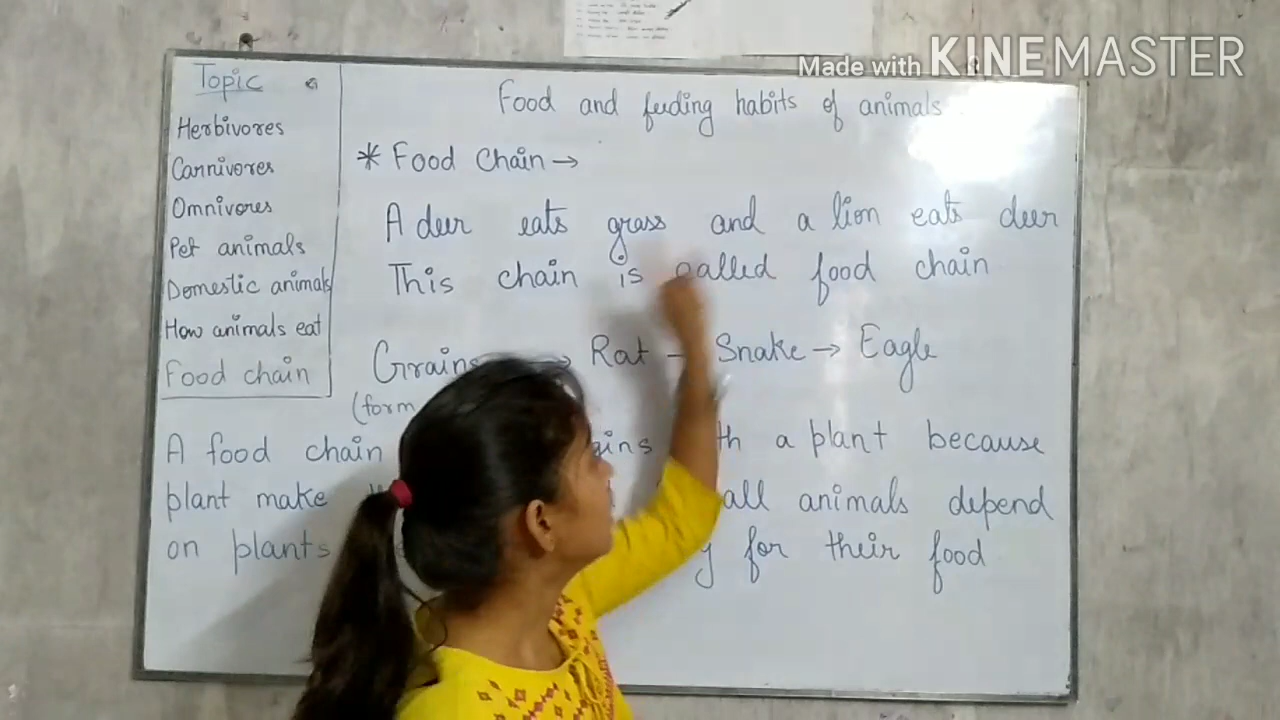 Made with KINEMASTER
Topic
Herbivores
Carnivores
Omnivores
Pet animals
Domestic animals
How animals eat
Food chain
Food and feeding habits of animals
* Food Chain →
A deer eats grass and a lion eats deer
This chain is called food chain
Grains → Rat → Snake → Eagle
(form
A food chain a plant because
plant make all animals depend
on plants for their food